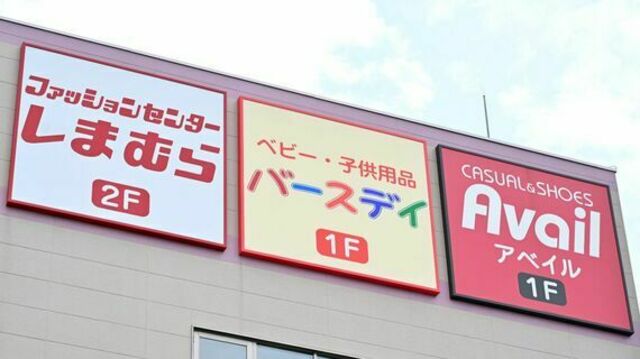 ファッションセンター
しまむら
2F
ベビー・子供用品
バースデイ
1F
CASUAL&SHOES
Avail
アベイル
1F